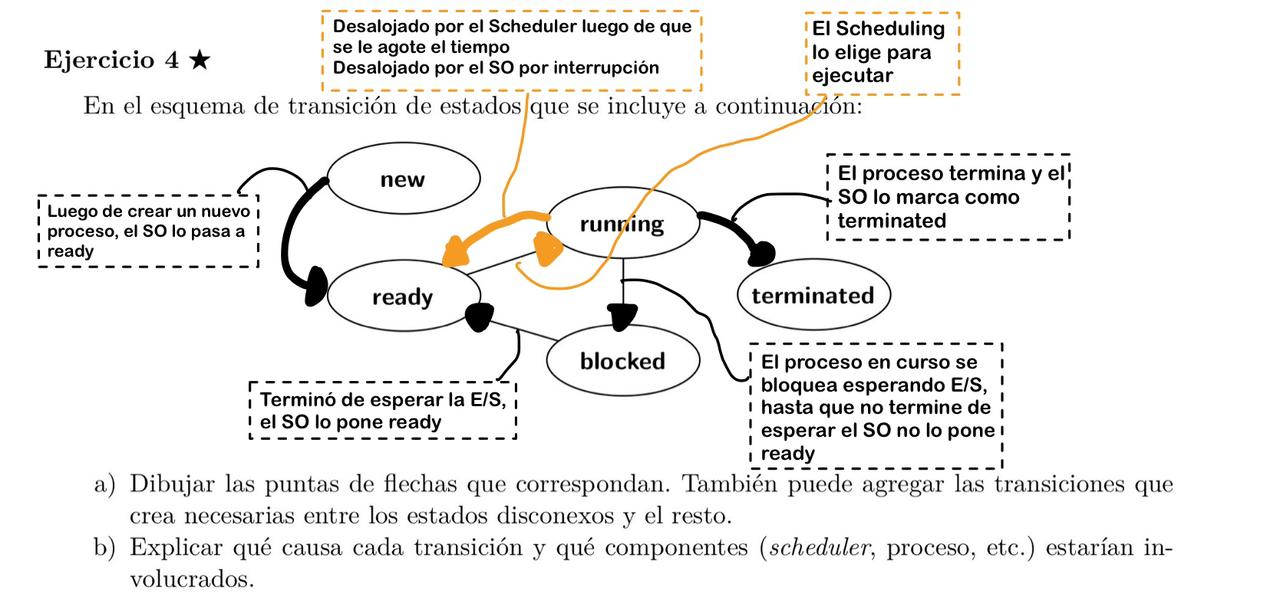 Desalojado por el Scheduler luego de que
se le agote el tiempo
Desalojado por el SO por interrupción
El Scheduling
lo elige para
ejecutar
Ejercicio 4 ★
En el esquema de transición de estados que se incluye a continuación:
new
Luego de crear un nuevo
proceso, el SO lo pasa a
ready
running
El proceso termina y el
SO lo marca como
terminated
ready
terminated
blocked
Terminó de esperar la E/S,
el SO lo pone ready
El proceso en curso se
bloquea esperando E/S,
hasta que no termine de
esperar el SO no lo pone
ready
a) Dibujar las puntas de flechas que correspondan. También puede agregar las transiciones que
crea necesarias entre los estados disconexos y el resto.
b) Explicar qué causa cada transición y qué componentes (scheduler, proceso, etc.) estarían in-
volucrados.